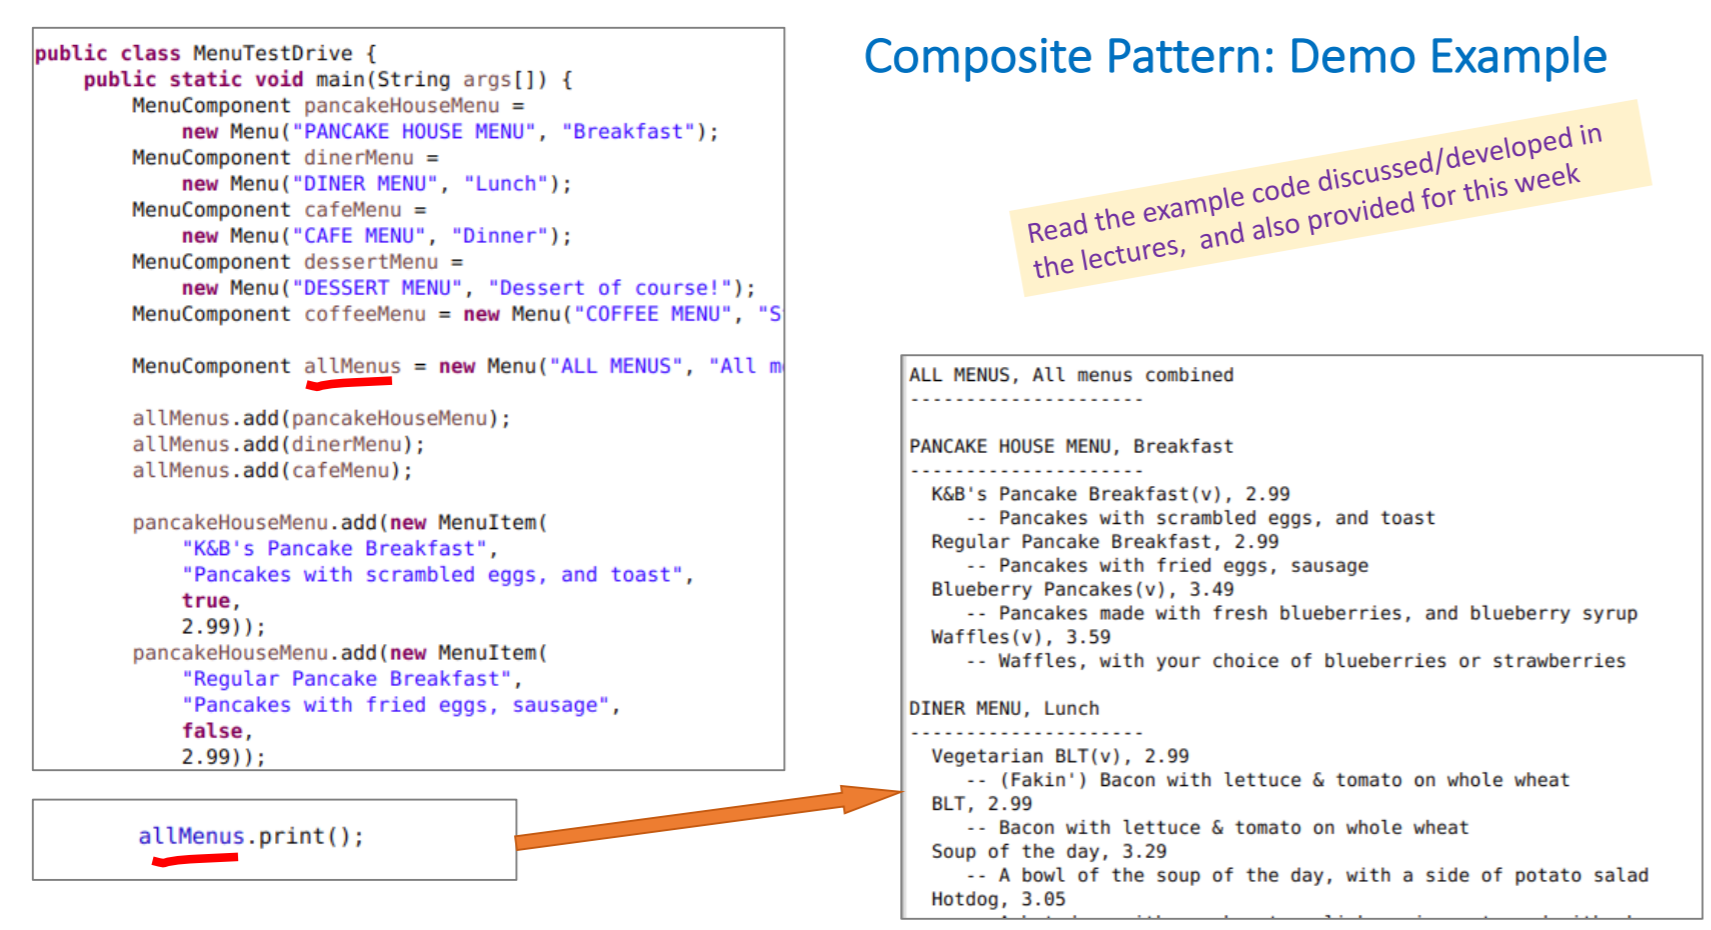 Composite Pattern: Demo Example
Read the example code discussed/developed in
the lectures,  and also provided for this week
public class MenuTestDrive {
    public static void main(String args[]) {
        MenuComponent pancakeHouseMenu =
            new Menu("PANCAKE HOUSE MENU", "Breakfast");
        MenuComponent dinerMenu =
            new Menu("DINER MENU", "Lunch");
        MenuComponent cafeMenu =
            new Menu("CAFE MENU", "Dinner");
        MenuComponent dessertMenu =
            new Menu("DESSERT MENU", "Dessert of course!");
        MenuComponent coffeeMenu = new Menu("COFFEE MENU", "S
        MenuComponent allMenus = new Menu("ALL MENUS", "All m
        allMenus.add(pancakeHouseMenu);
        allMenus.add(dinerMenu);
        allMenus.add(cafeMenu);
        pancakeHouseMenu.add(new MenuItem(
            "K&B's Pancake Breakfast",
            "Pancakes with scrambled eggs, and toast",
            true,
            2.99));
        pancakeHouseMenu.add(new MenuItem(
            "Regular Pancake Breakfast",
            "Pancakes with fried eggs, sausage",
            false,
            2.99));
allMenus.print();
ALL MENUS, All menus combined
---------------------
PANCAKE HOUSE MENU, Breakfast
---------------------
  K&B's Pancake Breakfast(v), 2.99
     -- Pancakes with scrambled eggs, and toast
  Regular Pancake Breakfast, 2.99
     -- Pancakes with fried eggs, sausage
  Blueberry Pancakes(v), 3.49
     -- Pancakes made with fresh blueberries, and blueberry syrup
  Waffles(v), 3.59
     -- Waffles, with your choice of blueberries or strawberries
DINER MENU, Lunch
---------------------
  Vegetarian BLT(v), 2.99
     -- (Fakin') Bacon with lettuce & tomato on whole wheat
  BLT, 2.99
     -- Bacon with lettuce & tomato on whole wheat
  Soup of the day, 3.29
     -- A bowl of the soup of the day, with a side of potato salad
  Hotdog, 3.05